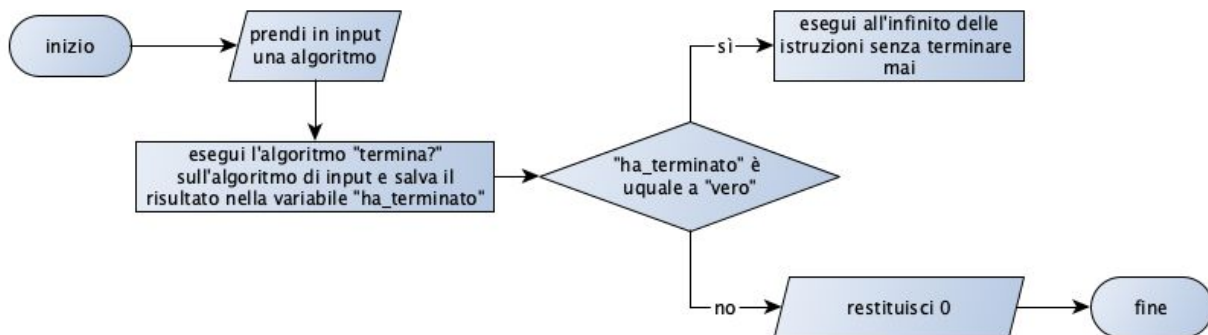 inizio
prendi in input
una algoritmo
esegui l'algoritmo "termina?"
sull'algoritmo di input e salva il
risultato nella variabile "ha_terminato"
"ha_terminato" è
uquale a "vero"
sì
esegui all'infinito delle
istruzioni senza terminare
mai
no
restituisci 0
fine